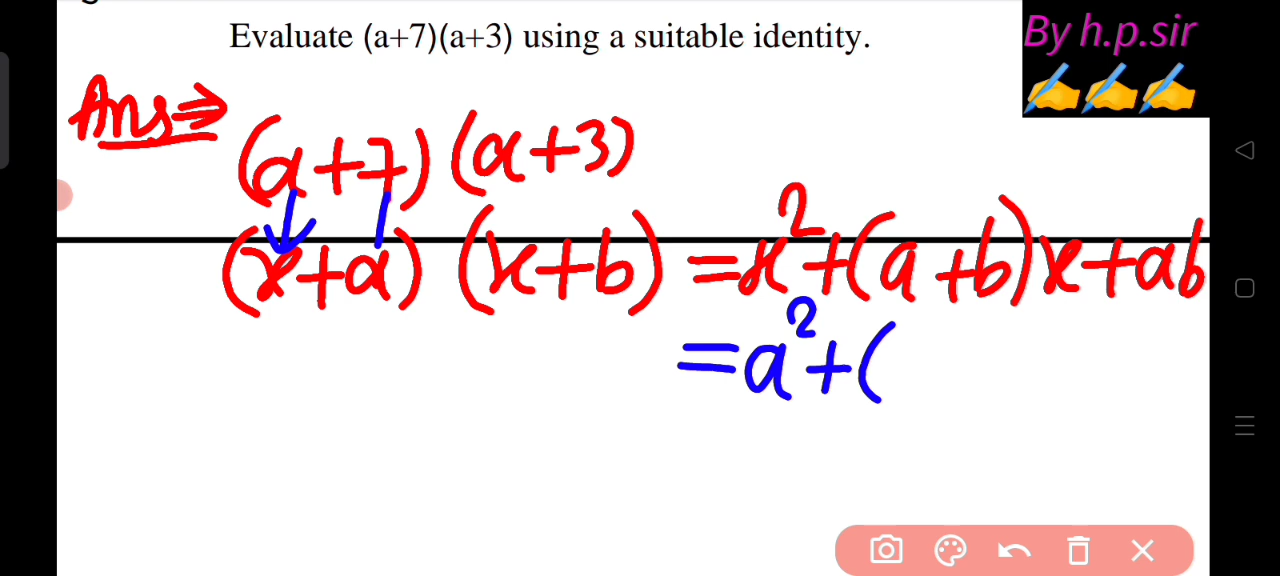 Evaluate (a+7)(a+3) using a suitable identity.
By h.p.sir
Ans⇒
(a+7)(a+3)
(x+a)(x+b)=x²+(a+b)x+ab
=a²+(